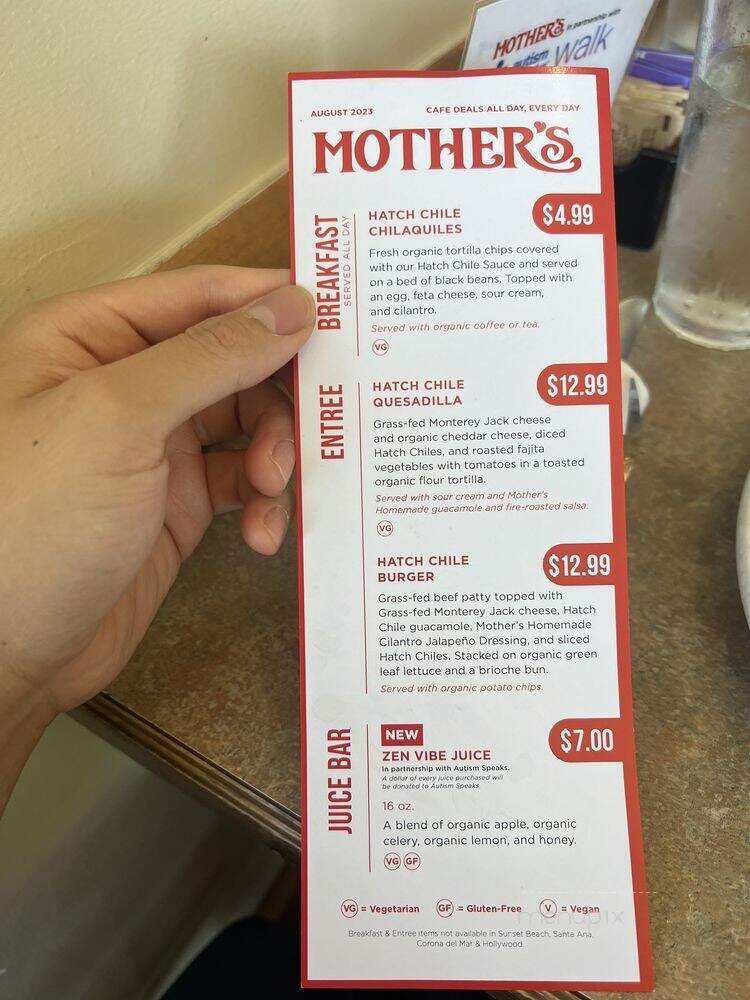 MOTHER'S in partnership with
autism
walk
AUGUST 2023
CAFE DEALS ALL DAY, EVERY DAY
MOTHER'S
BREAKFAST
SERVED ALL DAY
HATCH CHILE
CHILAQUILES
$4.99
Fresh organic tortilla chips covered
with our Hatch Chile Sauce and served
on a bed of black beans. Topped with
an egg, feta cheese, sour cream,
and cilantro.
Served with organic coffee or tea.
VG
ENTREE
HATCH CHILE
QUESADILLA
$12.99
Grass-fed Monterey Jack cheese
and organic cheddar cheese, diced
Hatch Chiles, and roasted fajita
vegetables with tomatoes in a toasted
organic flour tortilla.
Served with sour cream and Mother's
Homemade guacamole and fire-roasted salsa.
VG
HATCH CHILE
BURGER
$12.99
Grass-fed beef patty topped with
Grass-fed Monterey Jack cheese, Hatch
Chile guacamole, Mother's Homemade
Cilantro Jalapeño Dressing, and sliced
Hatch Chiles. Stacked on organic green
leaf lettuce and a brioche bun.
Served with organic potato chips.
JUICE BAR
NEW
$7.00
ZEN VIBE JUICE
In partnership with Autism Speaks.
A dollar of every juice purchased will
be donated to Autism Speaks.
16 oz.
A blend of organic apple, organic
celery, organic lemon, and honey.
VG GF
VG = Vegetarian GF = Gluten-Free V = Vegan
menupix
Breakfast & Entree items not available in Sunset Beach, Santa Ana,
Corona del Mar & Hollywood.